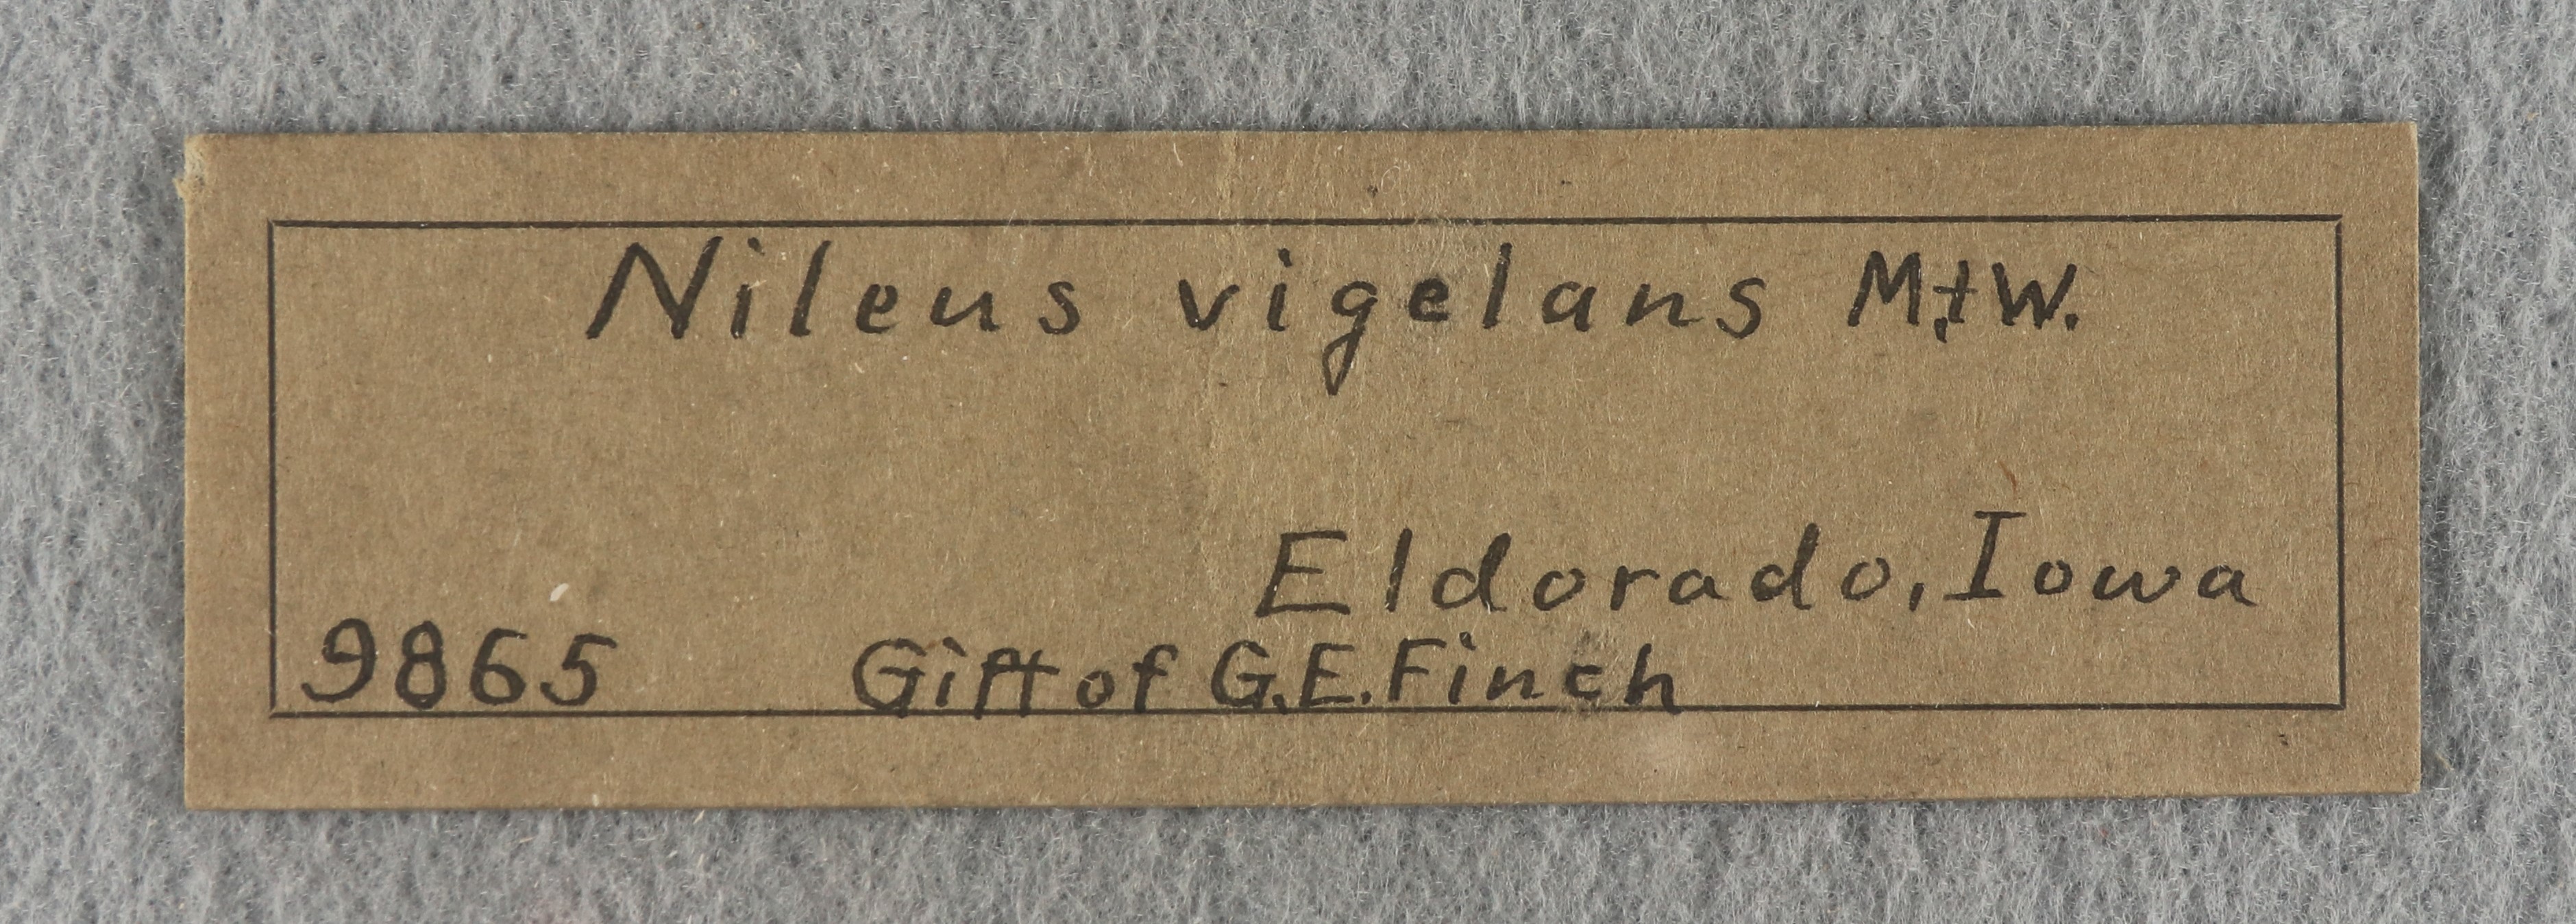 Nileus vigelans M.+W.
Eldorado, Iowa
9865 Gift of G.E. Finch